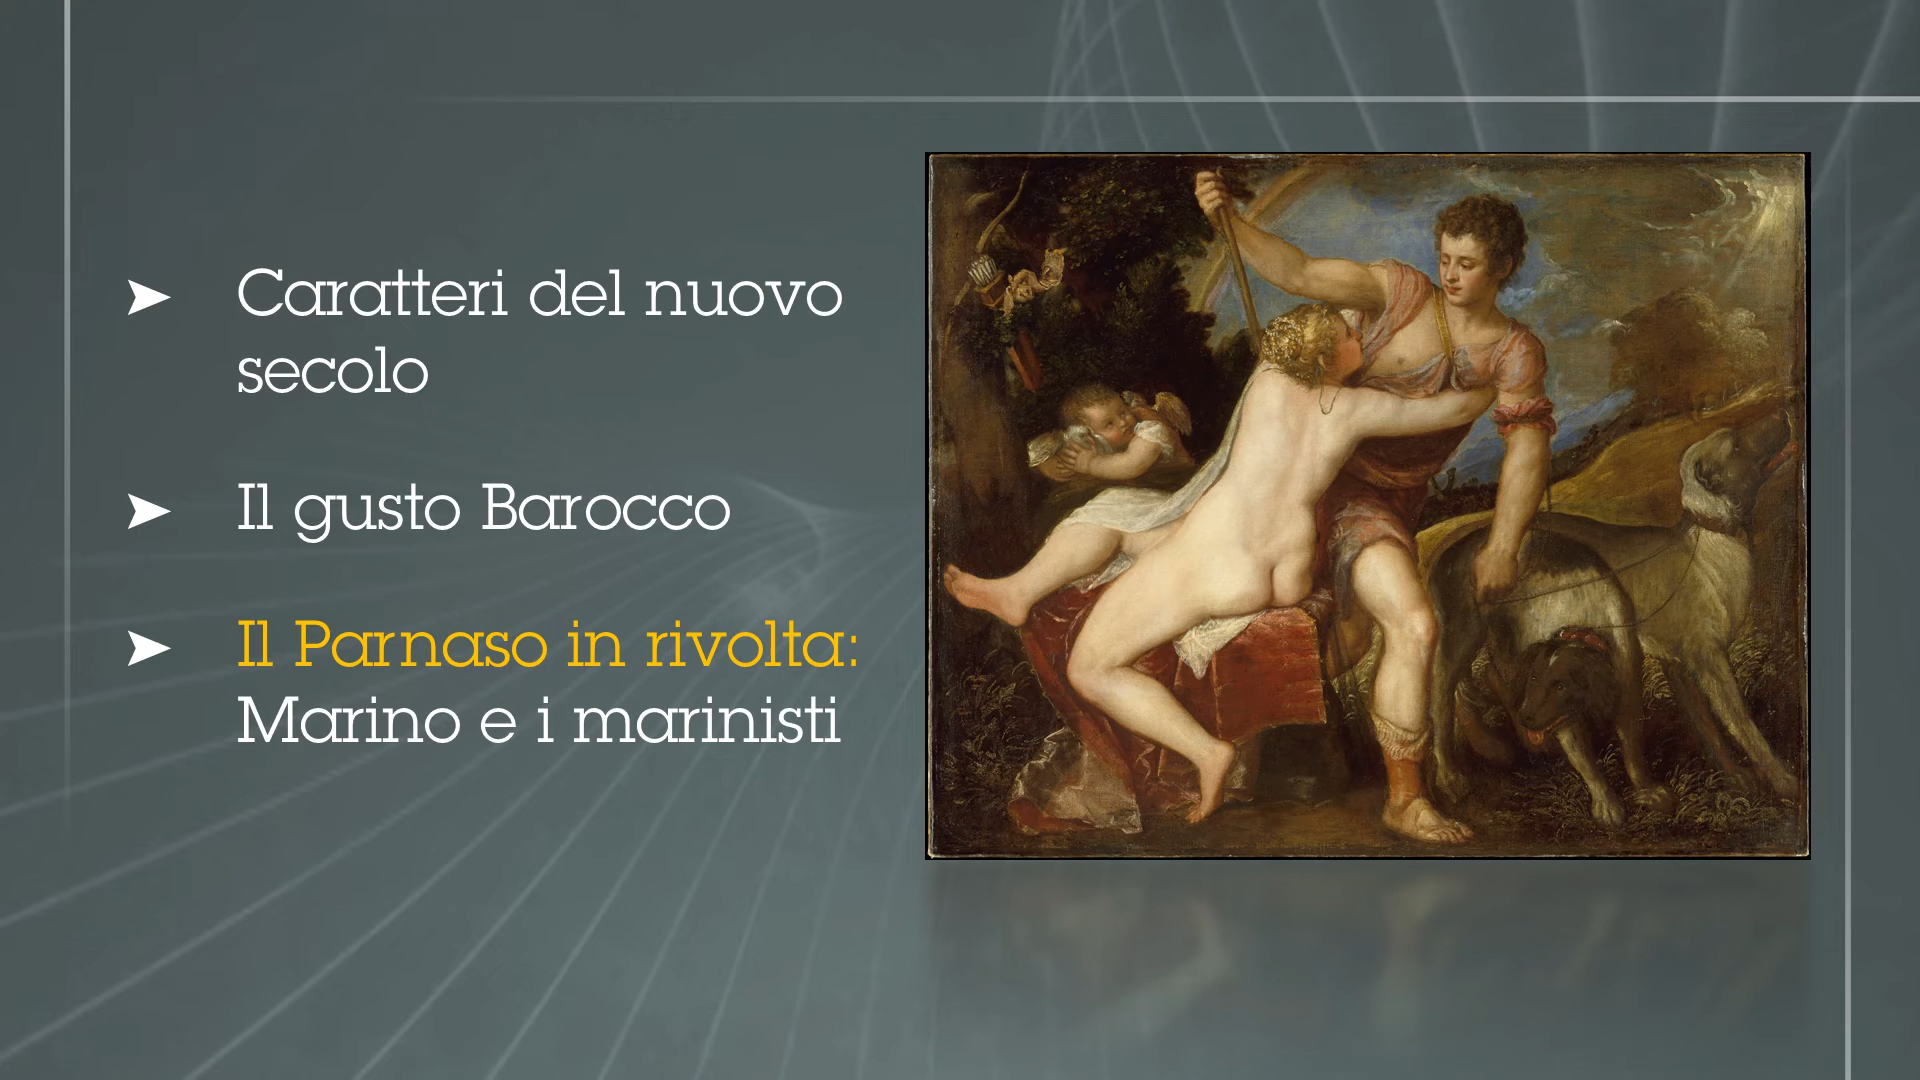 Caratteri del nuovo
secolo
Il gusto Barocco
Il Parnaso in rivolta:
Marino e i marinisti